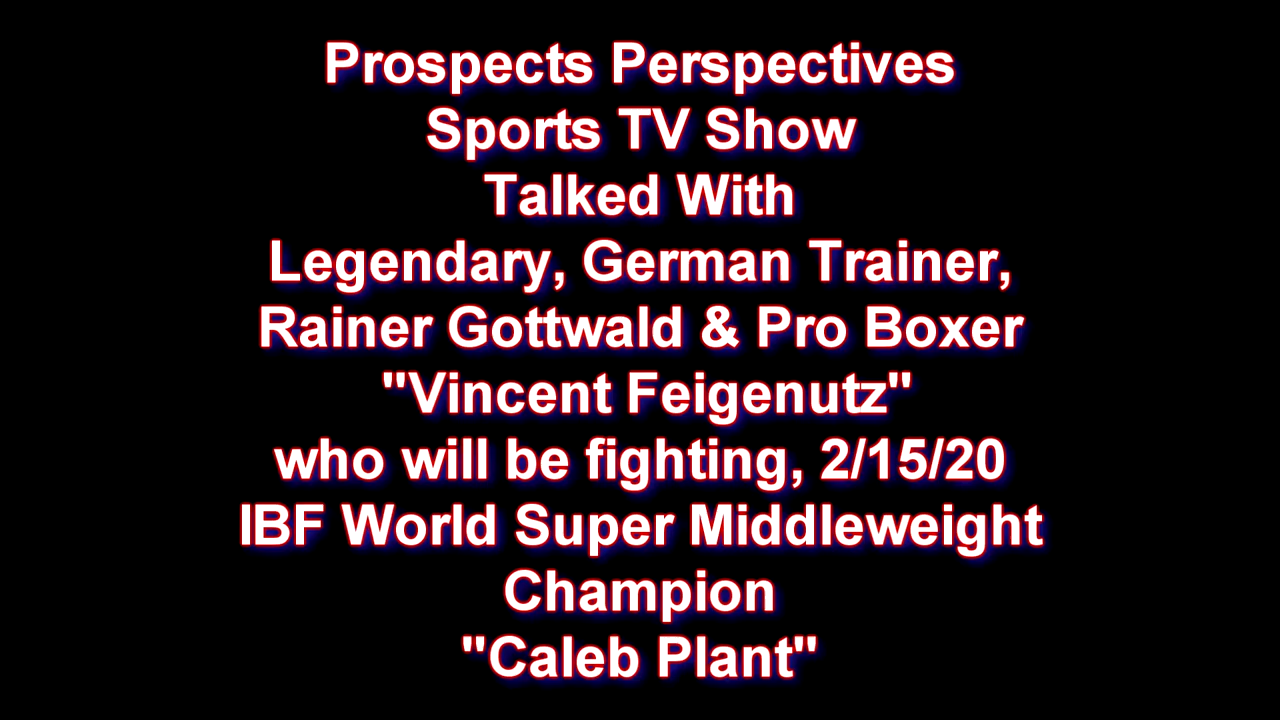 Prospects Perspectives
Sports TV Show
Talked With
Legendary, German Trainer,
Rainer Gottwald & Pro Boxer
"Vincent Feigenutz"
who will be fighting, 2/15/20
IBF World Super Middleweight
Champion
"Caleb Plant"